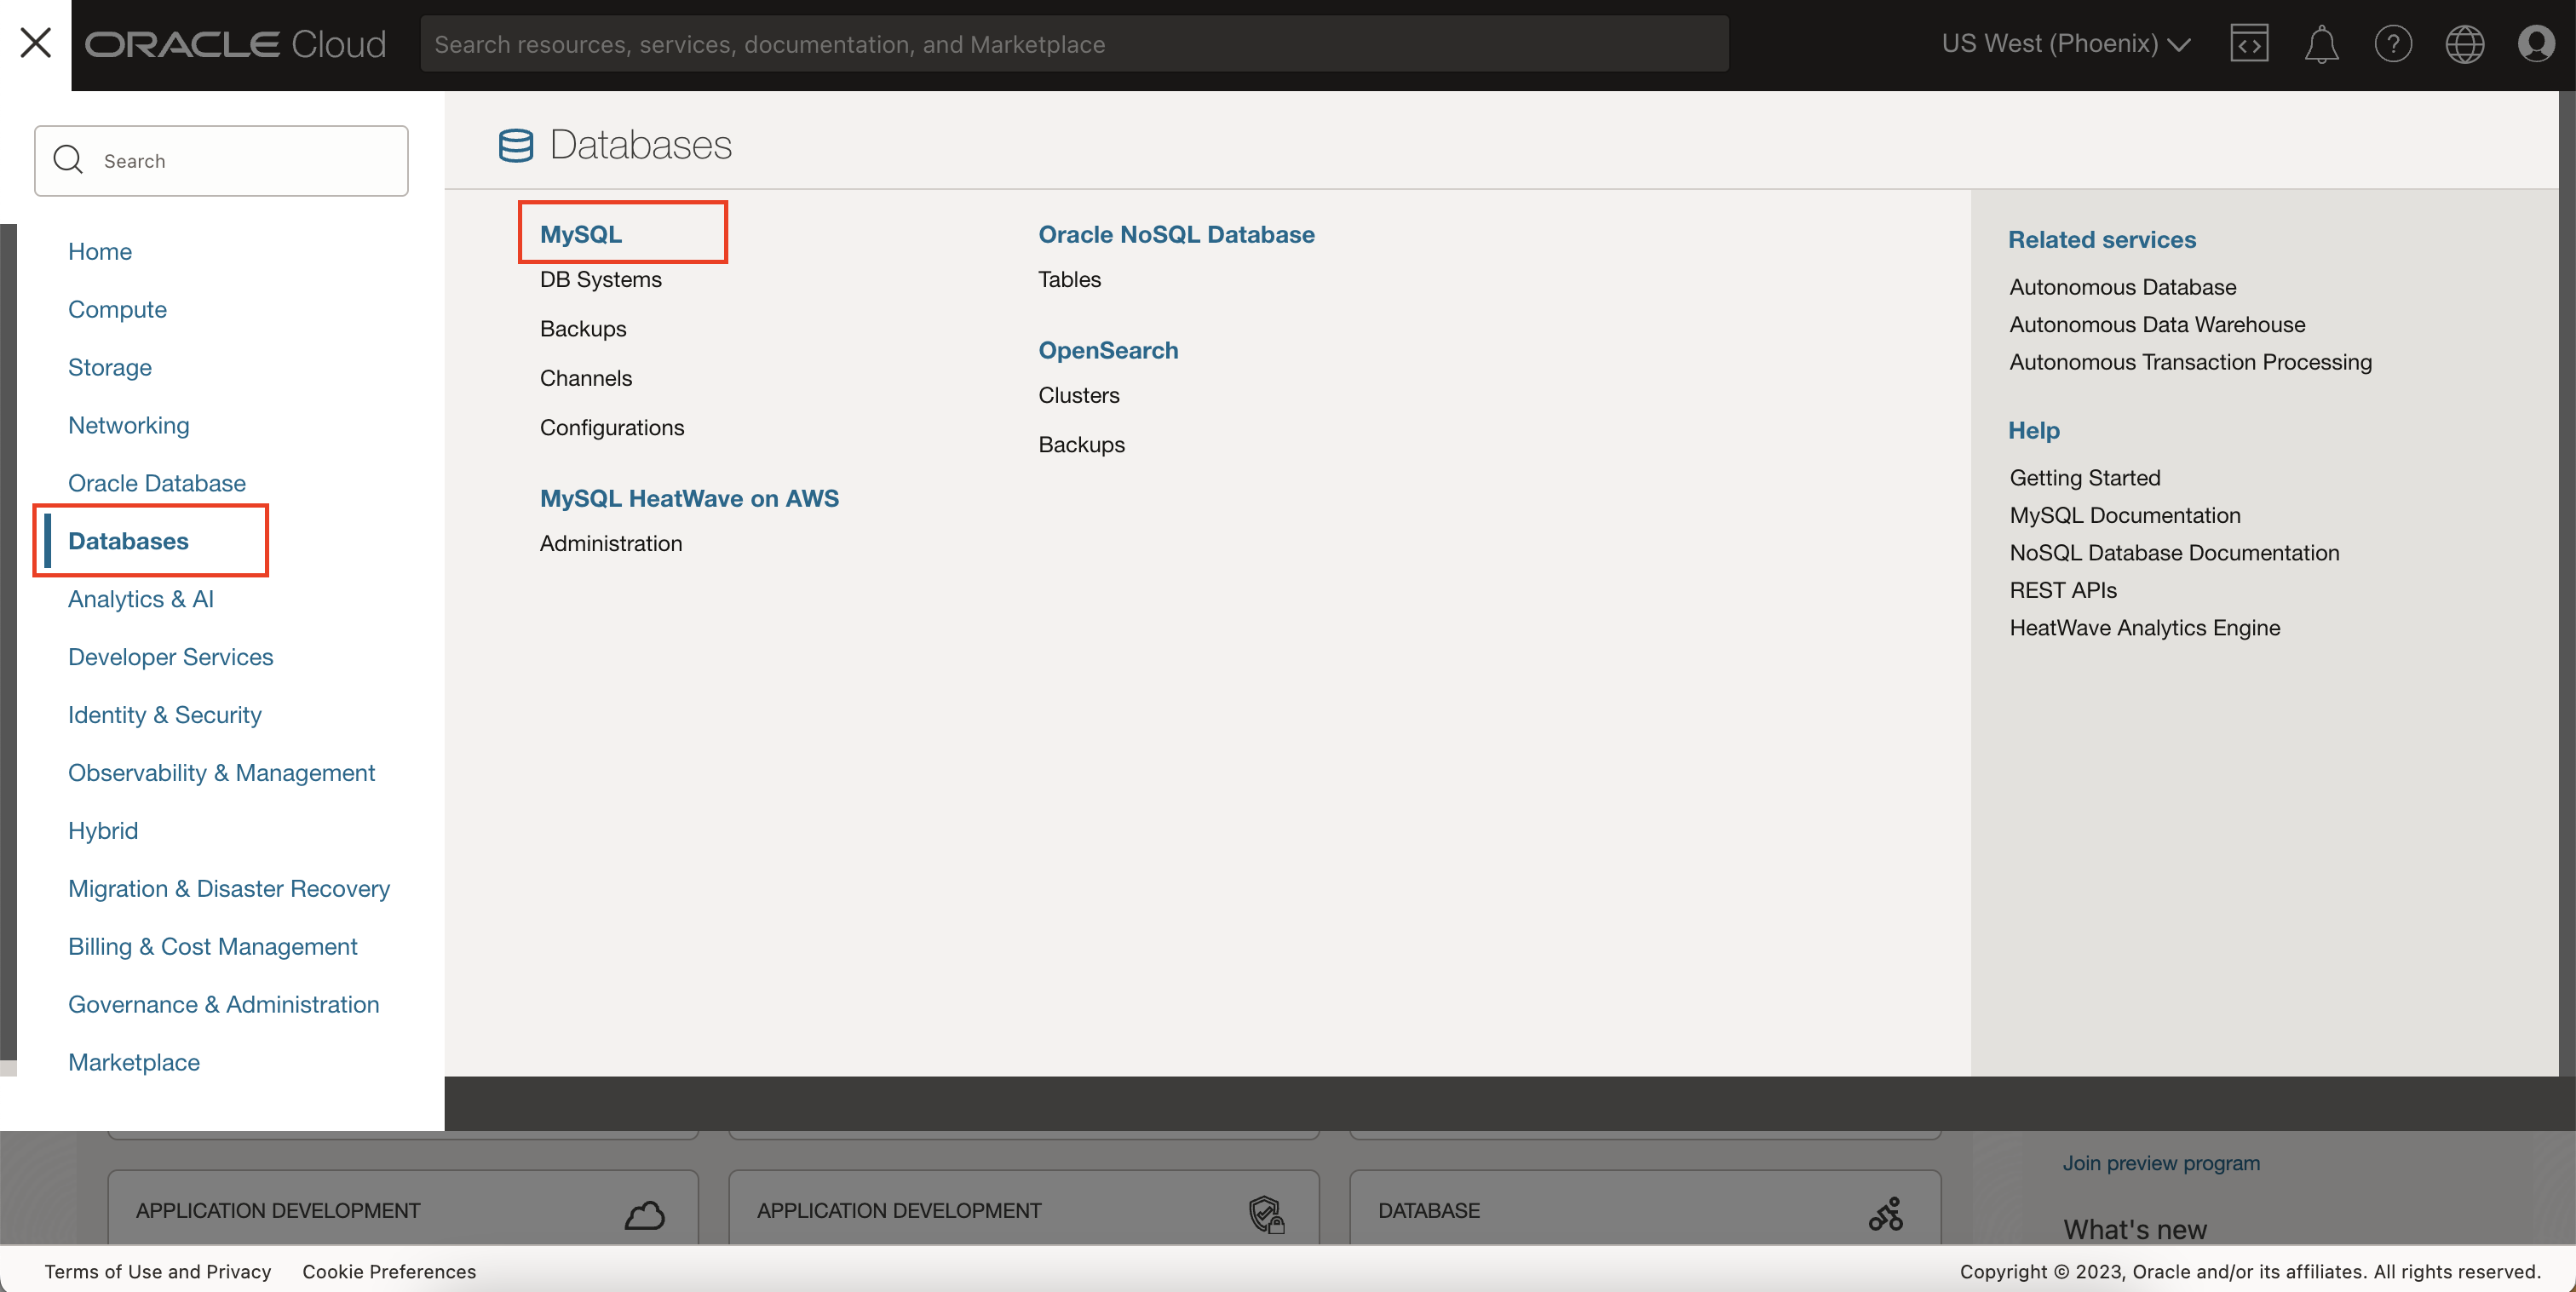 ORACLE Cloud
Search resources, services, documentation, and Marketplace
US West (Phoenix)
Search
Home
Compute
Storage
Networking
Oracle Database
Databases
Analytics & AI
Developer Services
Identity & Security
Observability & Management
Hybrid
Migration & Disaster Recovery
Billing & Cost Management
Governance & Administration
Marketplace
Databases
MySQL
DB Systems
Backups
Channels
Configurations
MySQL HeatWave on AWS
Administration
Oracle NoSQL Database
Tables
OpenSearch
Clusters
Backups
Related services
Autonomous Database
Autonomous Data Warehouse
Autonomous Transaction Processing
Help
Getting Started
MySQL Documentation
NoSQL Database Documentation
REST APIs
HeatWave Analytics Engine
APPLICATION DEVELOPMENT
APPLICATION DEVELOPMENT
DATABASE
Join preview program
What's new
Terms of Use and Privacy
Cookie Preferences
Copyright © 2023, Oracle and/or its affiliates. All rights reserved.